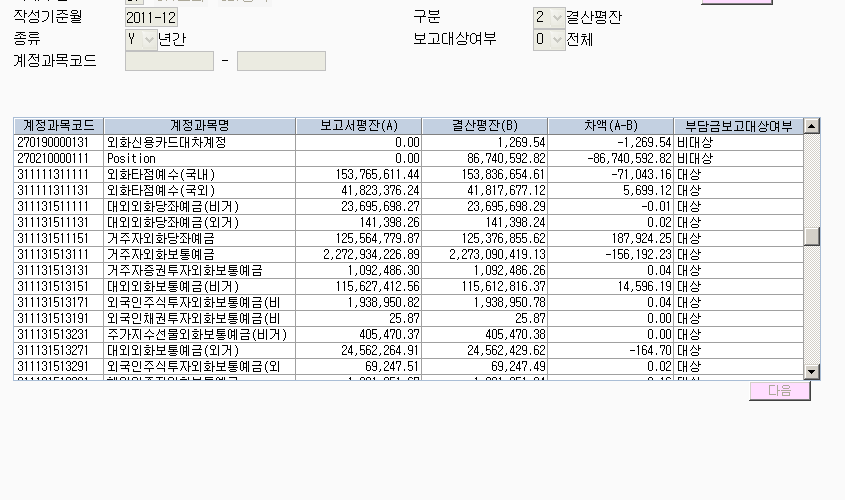 작성기준월 2011-12 구분 2 결산평잔
종류 Y 년간 보고대상여부 0 전체
계정과목코드 -
계정과목코드 계정과목명 보고서평잔(A) 결산평잔(B) 차액(A-B) 부담금보고대상여부
270190000131 외화신용카드대차계정 0.00 1,269.54 -1,269.54 비대상
270210000111 Position 0.00 86,740,592.82 -86,740,592.82 비대상
311111311111 외화타점예수(국내) 153,765,611.44 153,836,654.61 -71,043.16 대상
311111311131 외화타점예수(국외) 41,823,376.24 41,817,677.12 5,699.12 대상
311131511111 대외외화당좌예금(비거) 23,695,698.27 23,695,698.29 -0.01 대상
311131511131 대외외화당좌예금(외거) 141,398.26 141,398.24 0.02 대상
311131511151 거주자외화당좌예금 125,564,779.87 125,376,855.62 187,924.25 대상
311131513111 거주자외화보통예금 2,272,934,226.89 2,273,090,419.13 -156,192.23 대상
311131513131 거주자증권투자외화보통예금 1,092,486.30 1,092,486.26 0.04 대상
311131513151 대외외화보통예금(비거) 115,627,412.56 115,612,816.37 14,596.19 대상
311131513171 외국인주식투자외화보통예금(비 1,938,950.82 1,938,950.78 0.04 대상
311131513191 외국인채권투자외화보통예금(비 25.87 25.87 0.00 대상
311131513231 주가지수선물외화보통예금(비거) 405,470.37 405,470.38 0.00 대상
311131513271 대외외화보통예금(외거) 24,562,264.91 24,562,429.62 -164.70 대상
311131513291 외국인주식투자외화보통예금(외 69,247.51 69,247.49 0.02 대상
다음